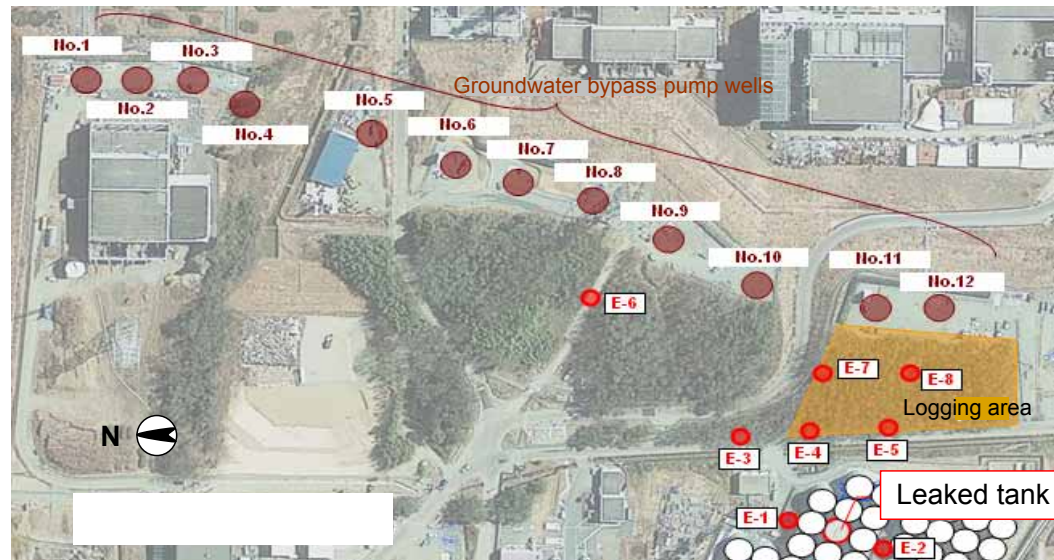 No.1
No.3
No.2
No.4
No.5
Groundwater bypass pump wells
No.6
No.7
No.8
No.9
No.10
No.11
No.12
E-6
E-7
E-8
Logging area
N
E-3
E-4
E-5
Leaked tank
E-1
E-2